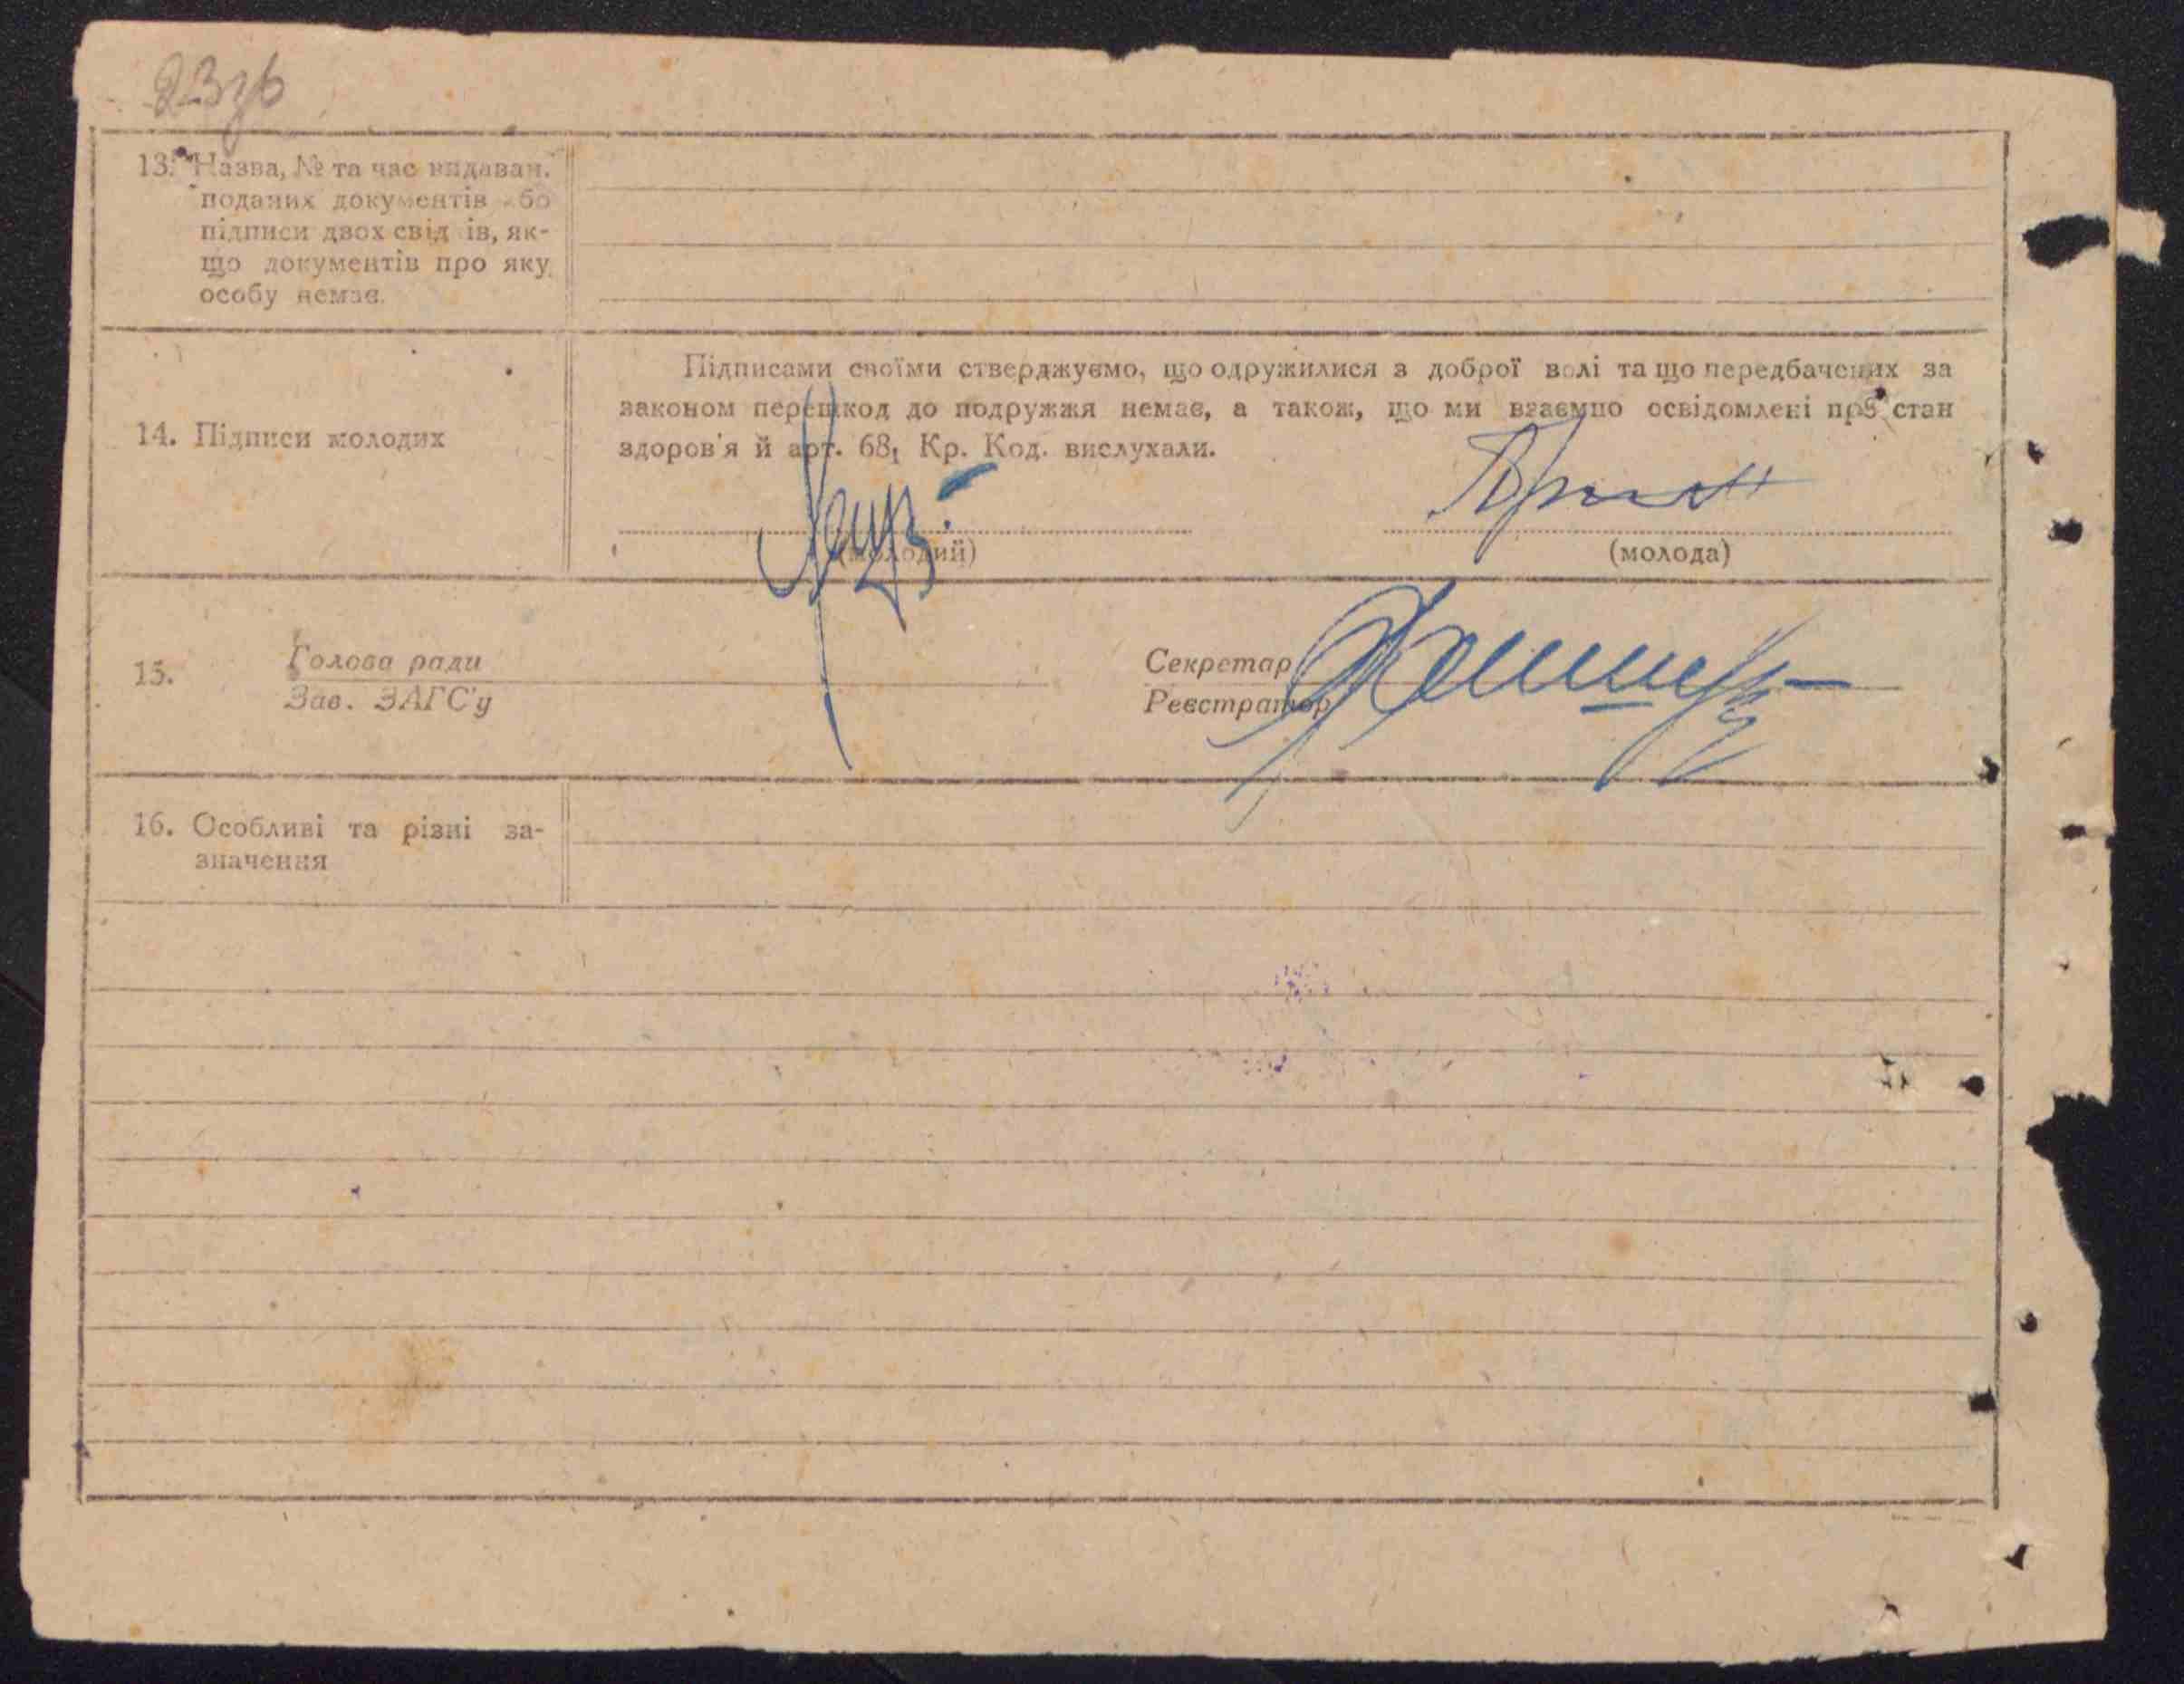 23зв
13. Назва, № та час видаван.
поданих документів або
підписи двох свідків, як-
що документів про яку
особу немає.
Підписами своїми стверджуємо, що одружилися з доброї волі та що передбачених за
законом перешкод до подружжя немає, а також, що ми взаємно освідомлені про стан
14. Підписи молодих
здоров'я й арт. 68₁ Кр. Код. вислухали.
(молодий) (молода)
15. Голова ради Секретар
Зав. ЗАГС'у Реєстратор
16. Особливі та різні за-
значення